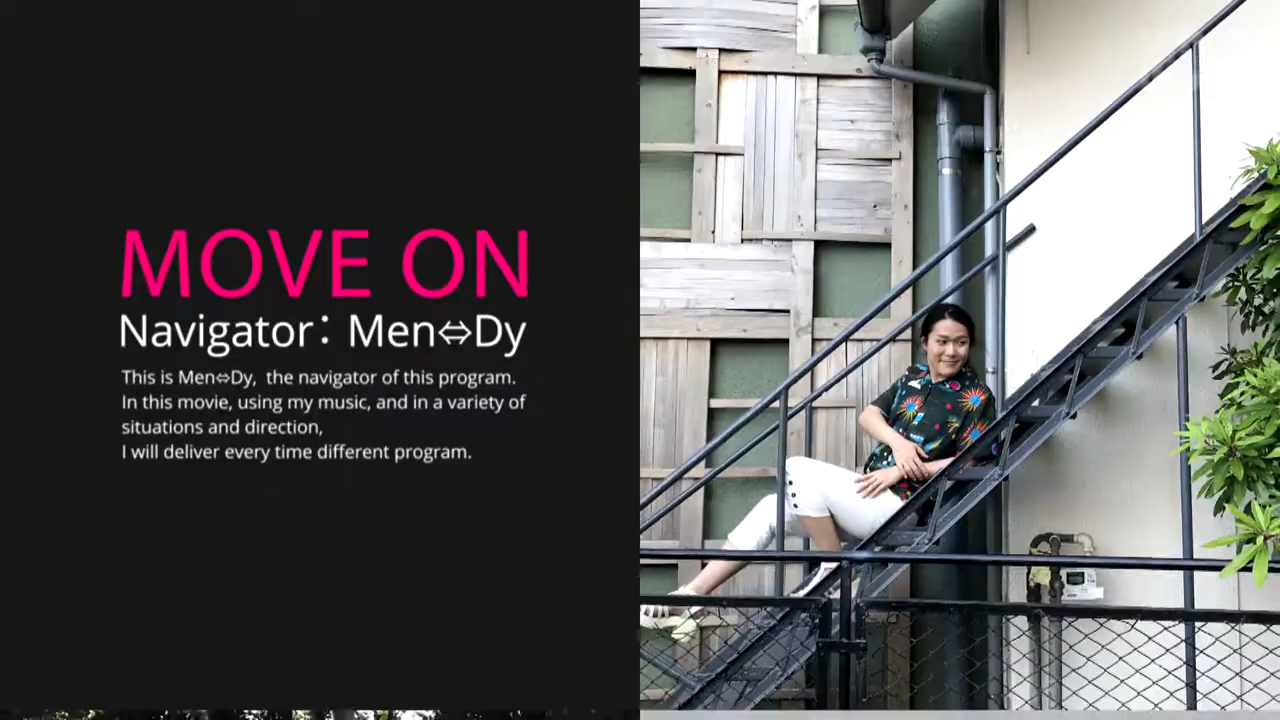 MOVE ON
Navigator：Men⇔Dy
This is Men⇔Dy,  the navigator of this program.
In this movie, using my music, and in a variety of
situations and direction,
I will deliver every time different program.